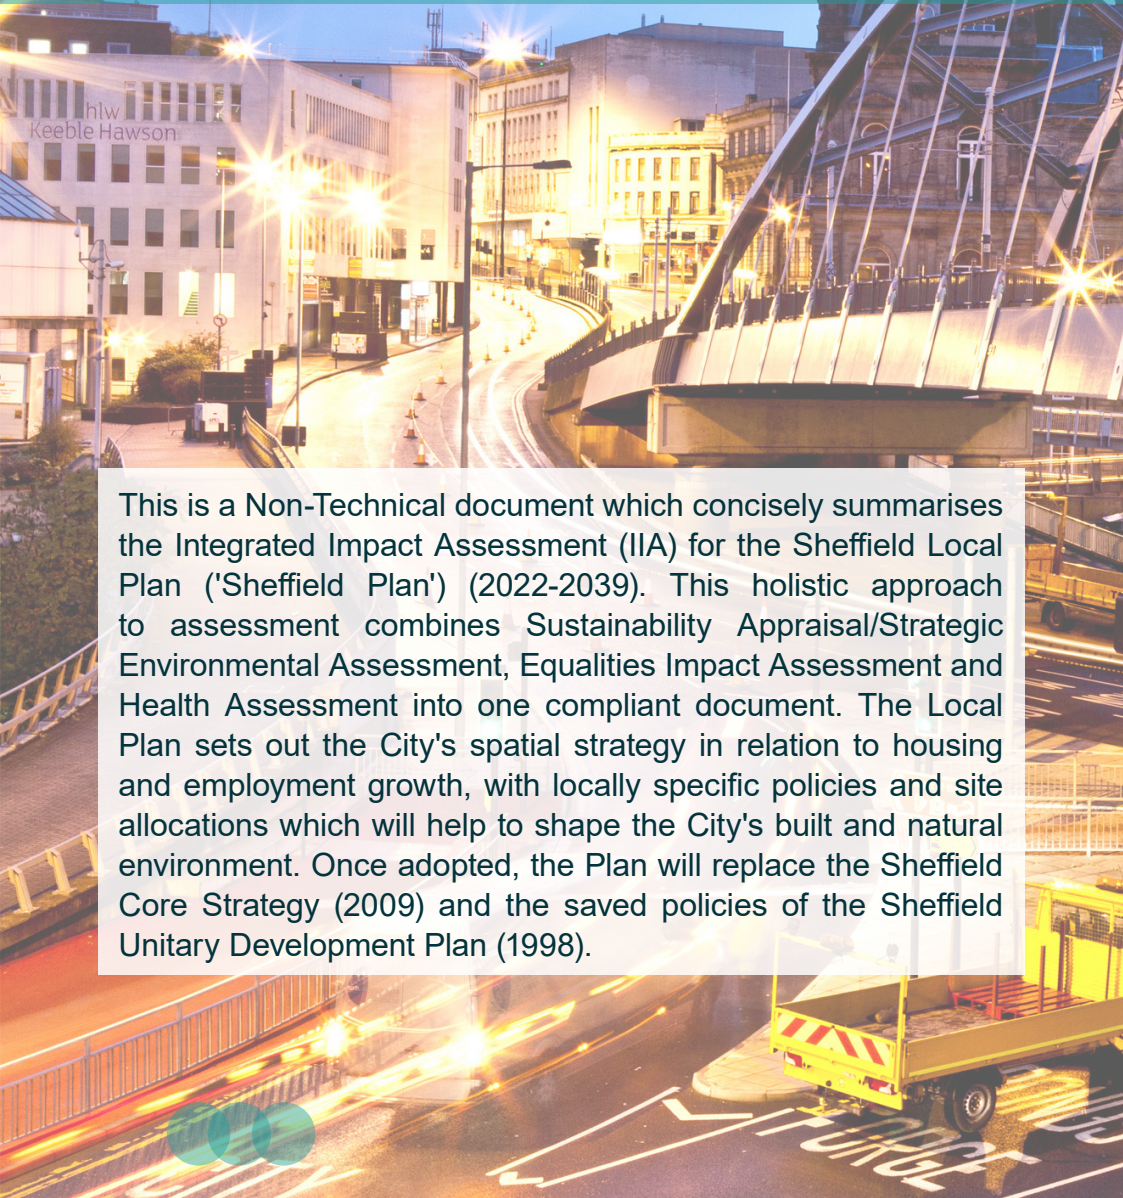 hlw
Keeble Hawson
This is a Non-Technical document which concisely summarises
the Integrated Impact Assessment (IIA) for the Sheffield Local
Plan ('Sheffield Plan') (2022-2039). This holistic approach
to assessment combines Sustainability Appraisal/Strategic
Environmental Assessment, Equalities Impact Assessment and
Health Assessment into one compliant document. The Local
Plan sets out the City's spatial strategy in relation to housing
and employment growth, with locally specific policies and site
allocations which will help to shape the City's built and natural
environment. Once adopted, the Plan will replace the Sheffield
Core Strategy (2009) and the saved policies of the Sheffield
Unitary Development Plan (1998).